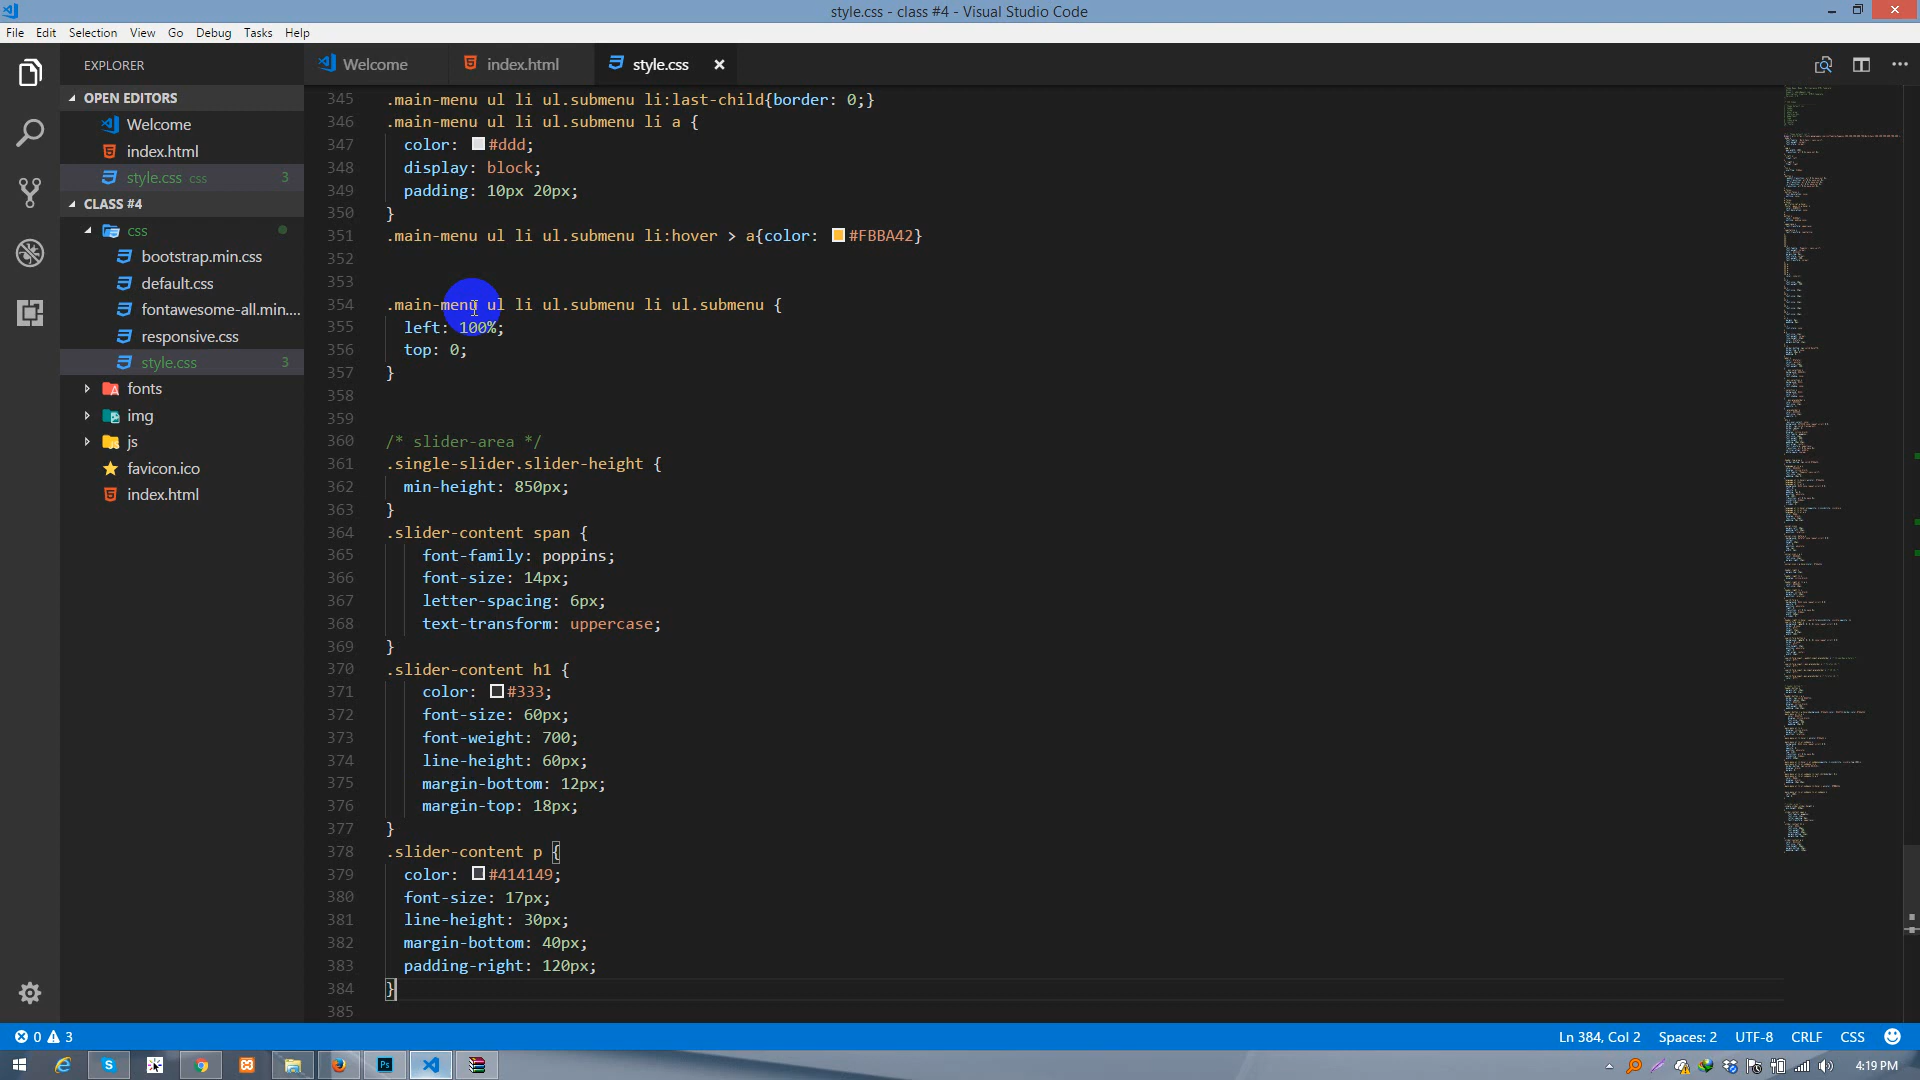 style.css - class #4 - Visual Studio Code
File Edit Selection View Go Debug Tasks Help
EXPLORER
OPEN EDITORS
Welcome
index.html
style.css css 3
CLASS #4
css
bootstrap.min.css
default.css
fontawesome-all.min....
responsive.css
style.css 3
fonts
img
js
favicon.ico
index.html
Welcome index.html style.css
345 .main-menu ul li ul.submenu li:last-child{border: 0;}
346 .main-menu ul li ul.submenu li a {
347 color: #ddd;
348 display: block;
349 padding: 10px 20px;
350 }
351 .main-menu ul li ul.submenu li:hover > a{color: #FBBA42}
352
353
354 .main-menu ul li ul.submenu li ul.submenu {
355 left: 100%;
356 top: 0;
357 }
358
359
360 /* slider-area */
361 .single-slider.slider-height {
362 min-height: 850px;
363 }
364 .slider-content span {
365 font-family: poppins;
366 font-size: 14px;
367 letter-spacing: 6px;
368 text-transform: uppercase;
369 }
370 .slider-content h1 {
371 color: #333;
372 font-size: 60px;
373 font-weight: 700;
374 line-height: 60px;
375 margin-bottom: 12px;
376 margin-top: 18px;
377 }
378 .slider-content p {
379 color: #414149;
380 font-size: 17px;
381 line-height: 30px;
382 margin-bottom: 40px;
383 padding-right: 120px;
384 }
385
0 3 Ln 384, Col 2 Spaces: 2 UTF-8 CRLF CSS
4:19 PM